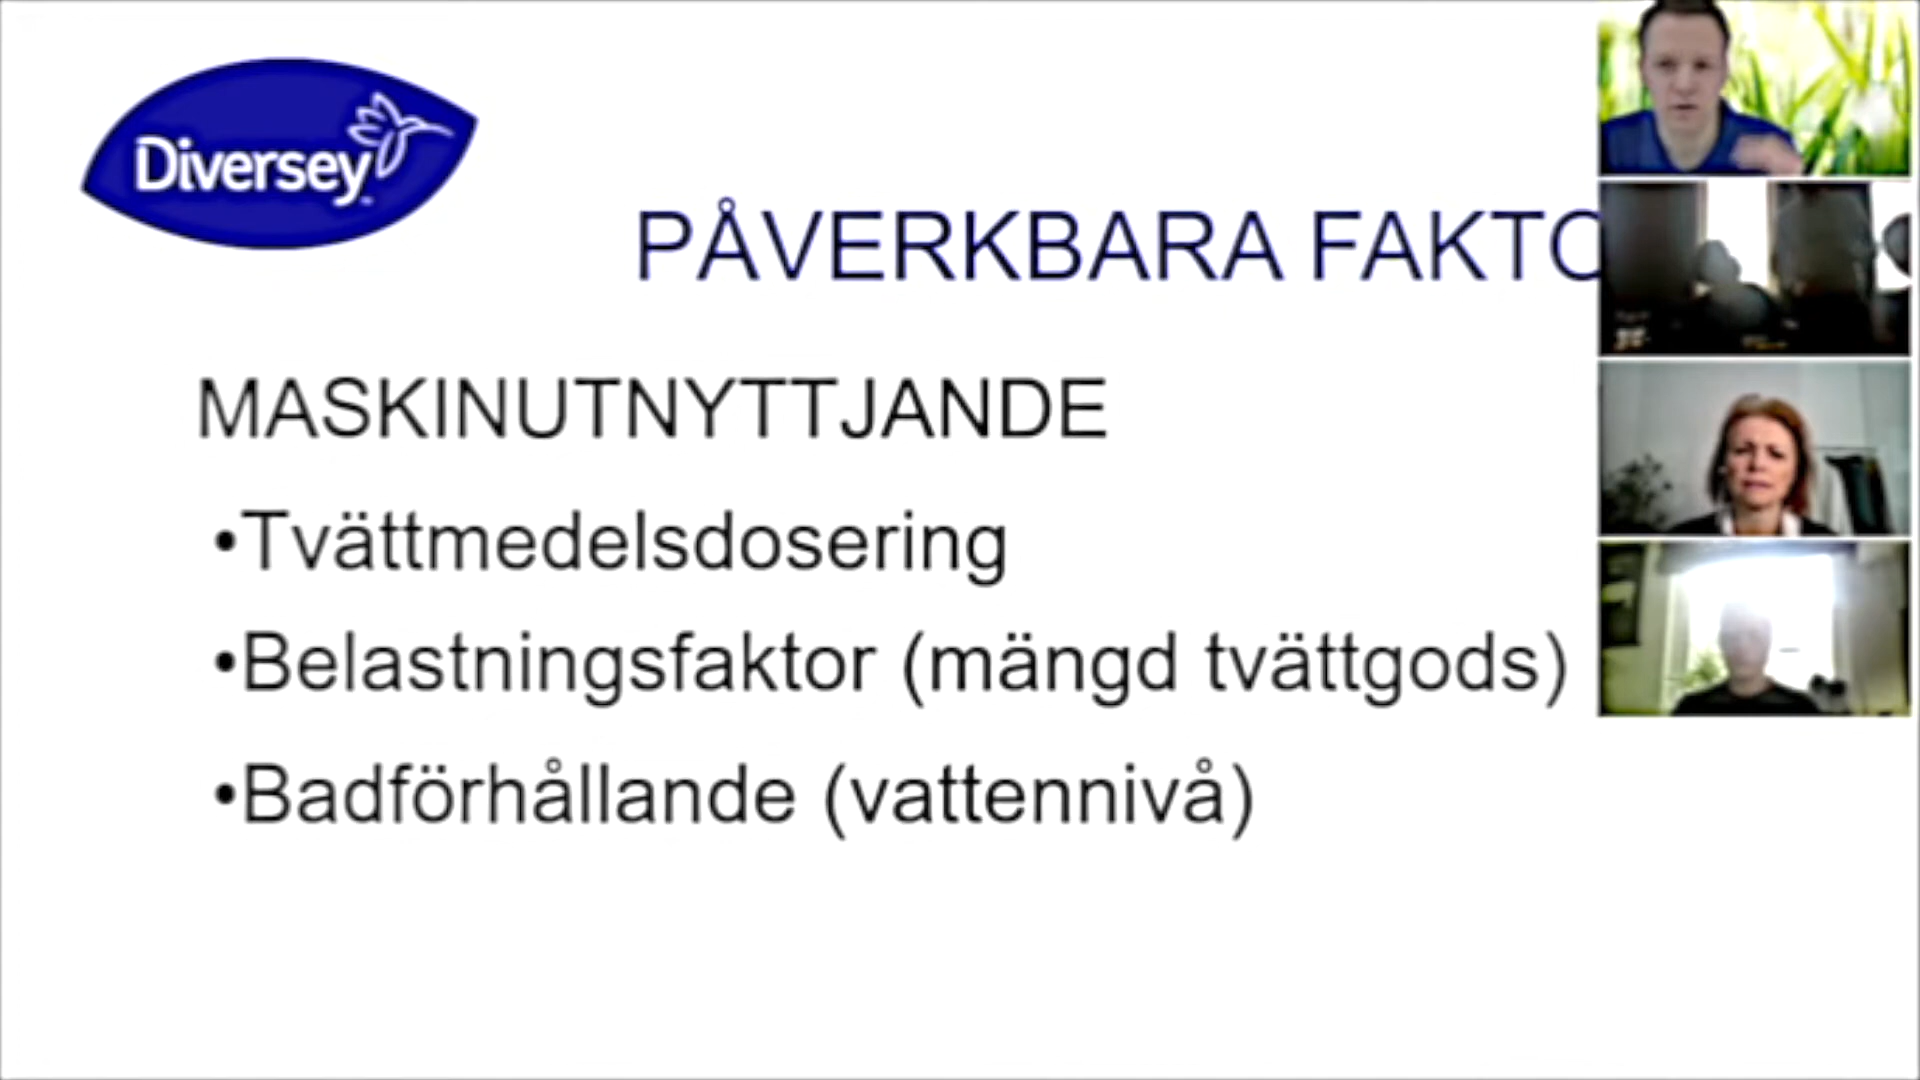 Diversey
PÅVERKBARA FAKTO
MASKINUTNYTTJANDE
•Tvättmedelsdosering
•Belastningsfaktor (mängd tvättgods)
•Badförhållande (vattennivå)